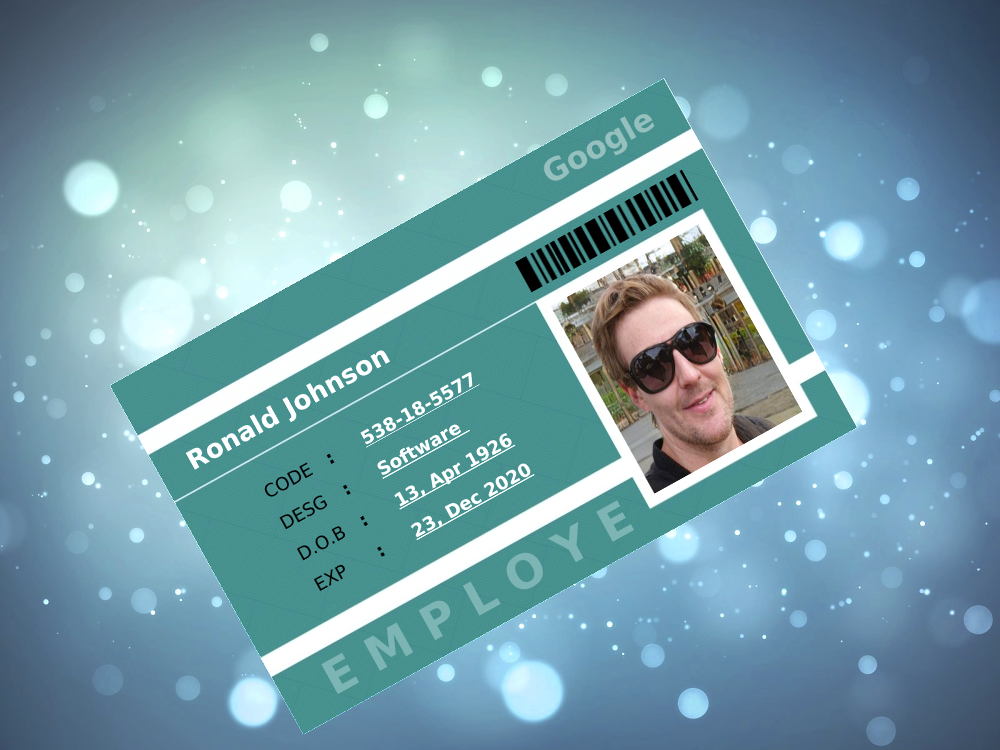 Google
Ronald Johnson
CODE : 538-18-5577
DESG : Software
D.O.B : 13, Apr 1926
EXP : 23, Dec 2020
EMPLOYE